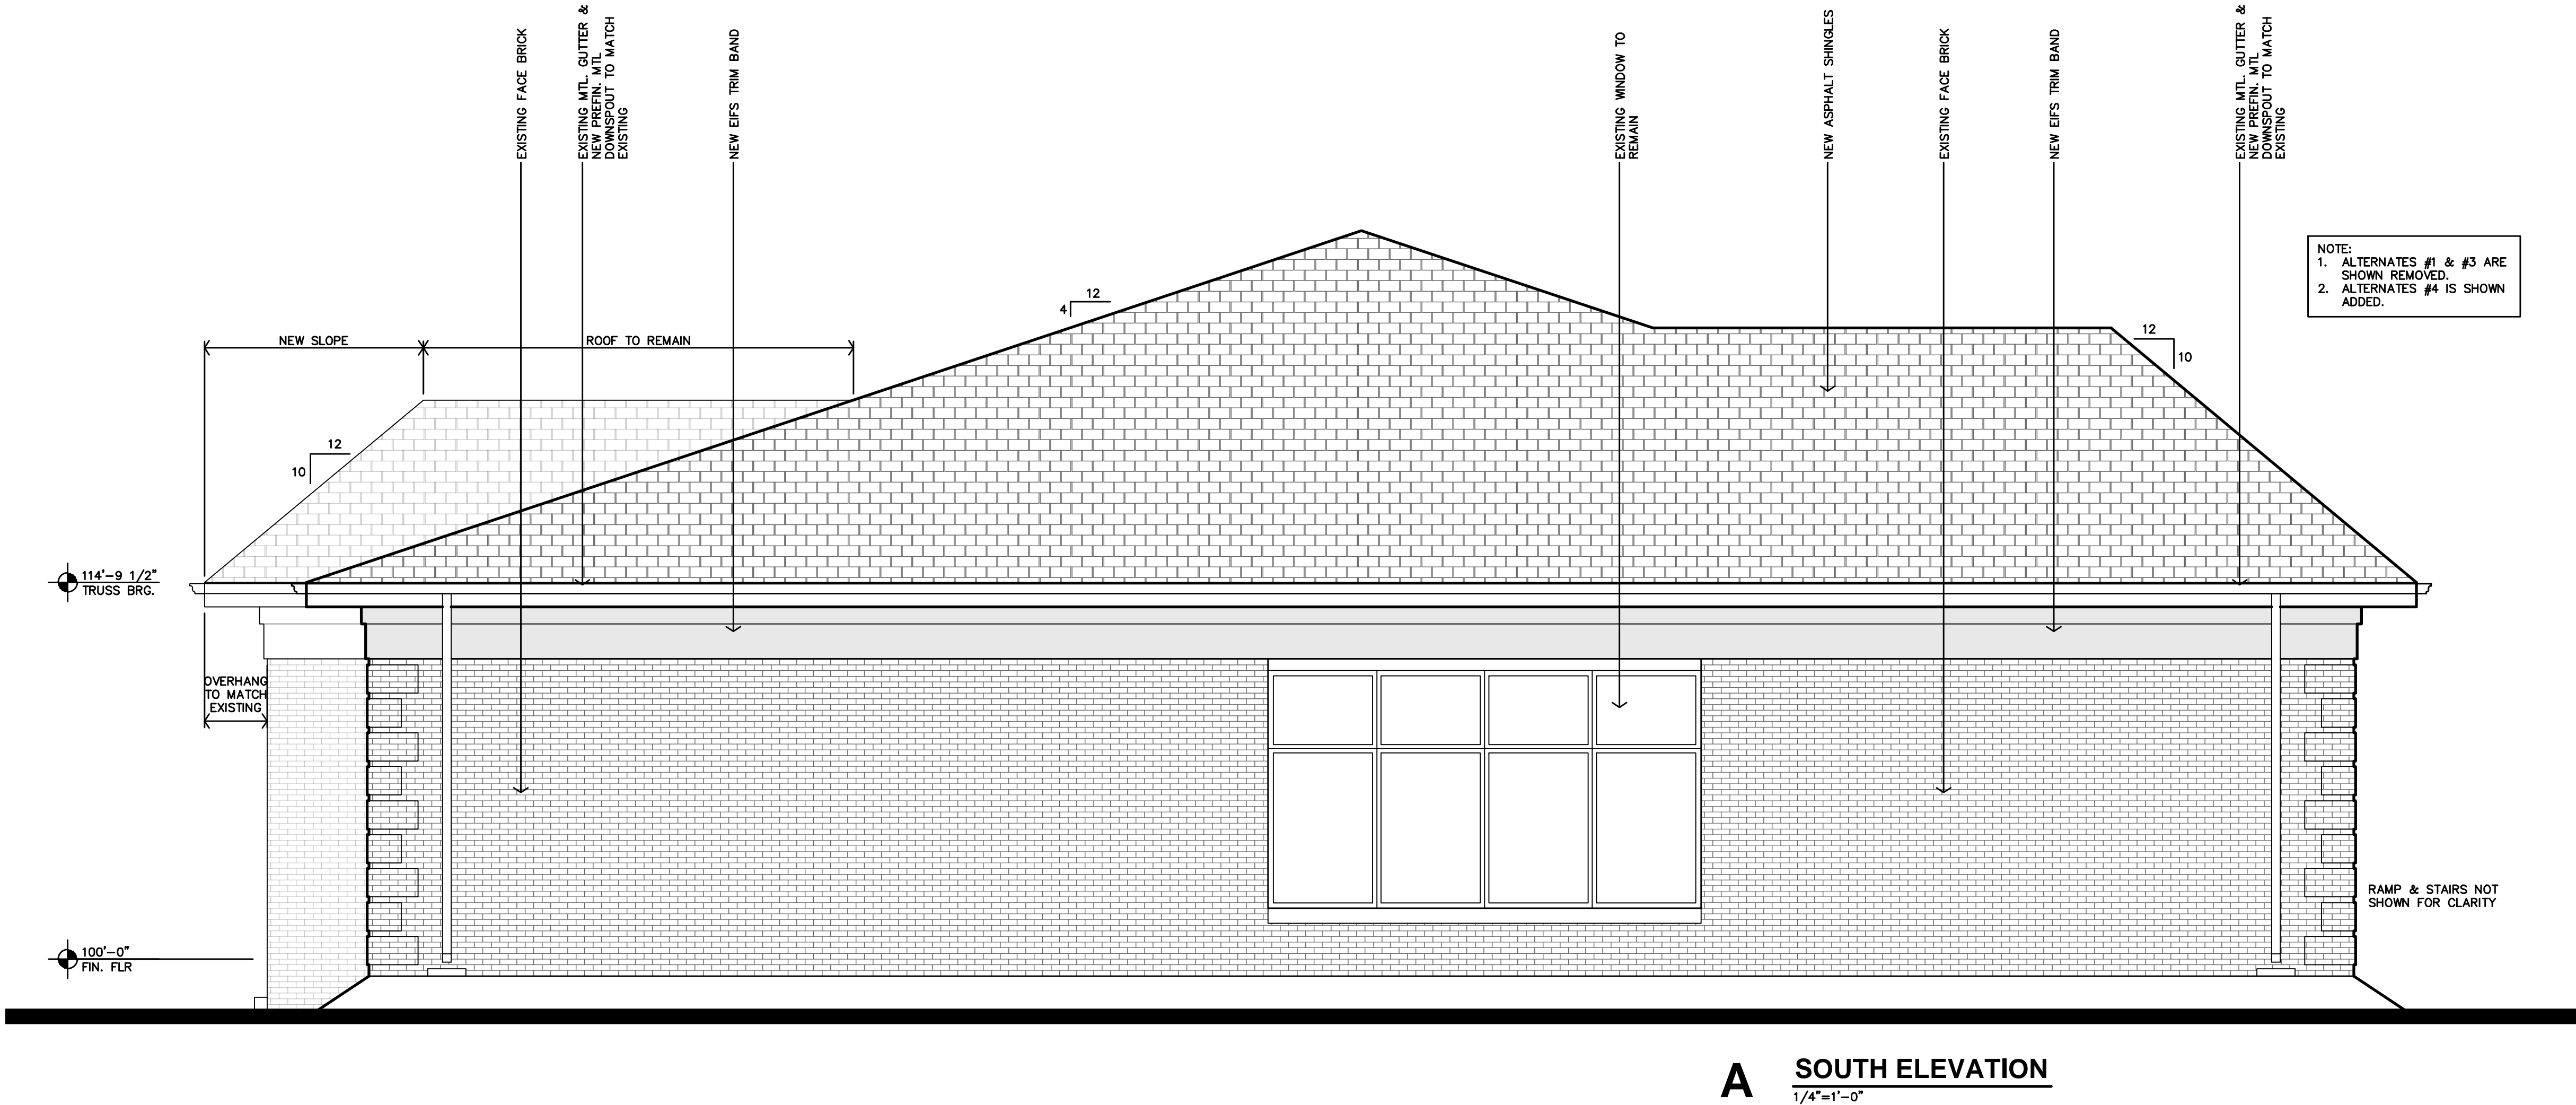 EXISTING FACE BRICK
EXISTING MTL. GUTTER &
NEW PREFIN. MTL
DOWNSPOUT TO MATCH
EXISTING
NEW EIFS TRIM BAND
EXISTING WINDOW TO
REMAIN
NEW ASPHALT SHINGLES
EXISTING FACE BRICK
NEW EIFS TRIM BAND
EXISTING MTL. GUTTER &
NEW PREFIN. MTL
DOWNSPOUT TO MATCH
EXISTING
NOTE:
1. ALTERNATES #1 & #3 ARE
SHOWN REMOVED.
2. ALTERNATES #4 IS SHOWN
ADDED.
12
4
12
10
NEW SLOPE
ROOF TO REMAIN
12
10
114'-9 1/2"
TRUSS BRG.
OVERHANG
TO MATCH
EXISTING
RAMP & STAIRS NOT
SHOWN FOR CLARITY
100'-0"
FIN. FLR
A SOUTH ELEVATION
1/4"=1'-0"